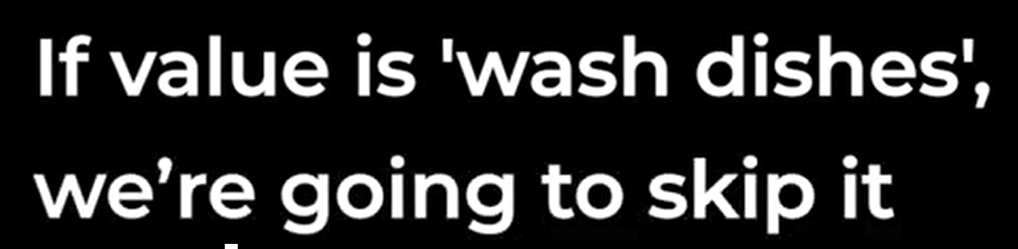 If value is 'wash dishes',
we’re going to skip it